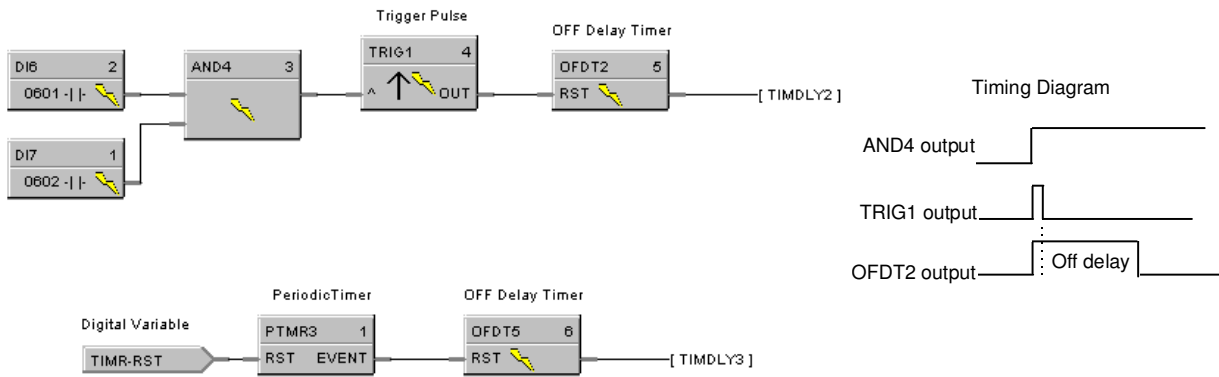 Trigger Pulse
OFF Delay Timer
DI6 2
0601 -| |-
AND4 3
TRIG1 4
^ OUT
OFDT2 5
RST
[ TIMDLY2 ]
DI7 1
0602 -| |-
Timing Diagram
AND4 output
TRIG1 output
OFDT2 output
Off delay
PeriodicTimer
OFF Delay Timer
Digital Variable
TIMR-RST
PTMR3 1
RST EVENT
OFDT5 6
RST
[ TIMDLY3 ]